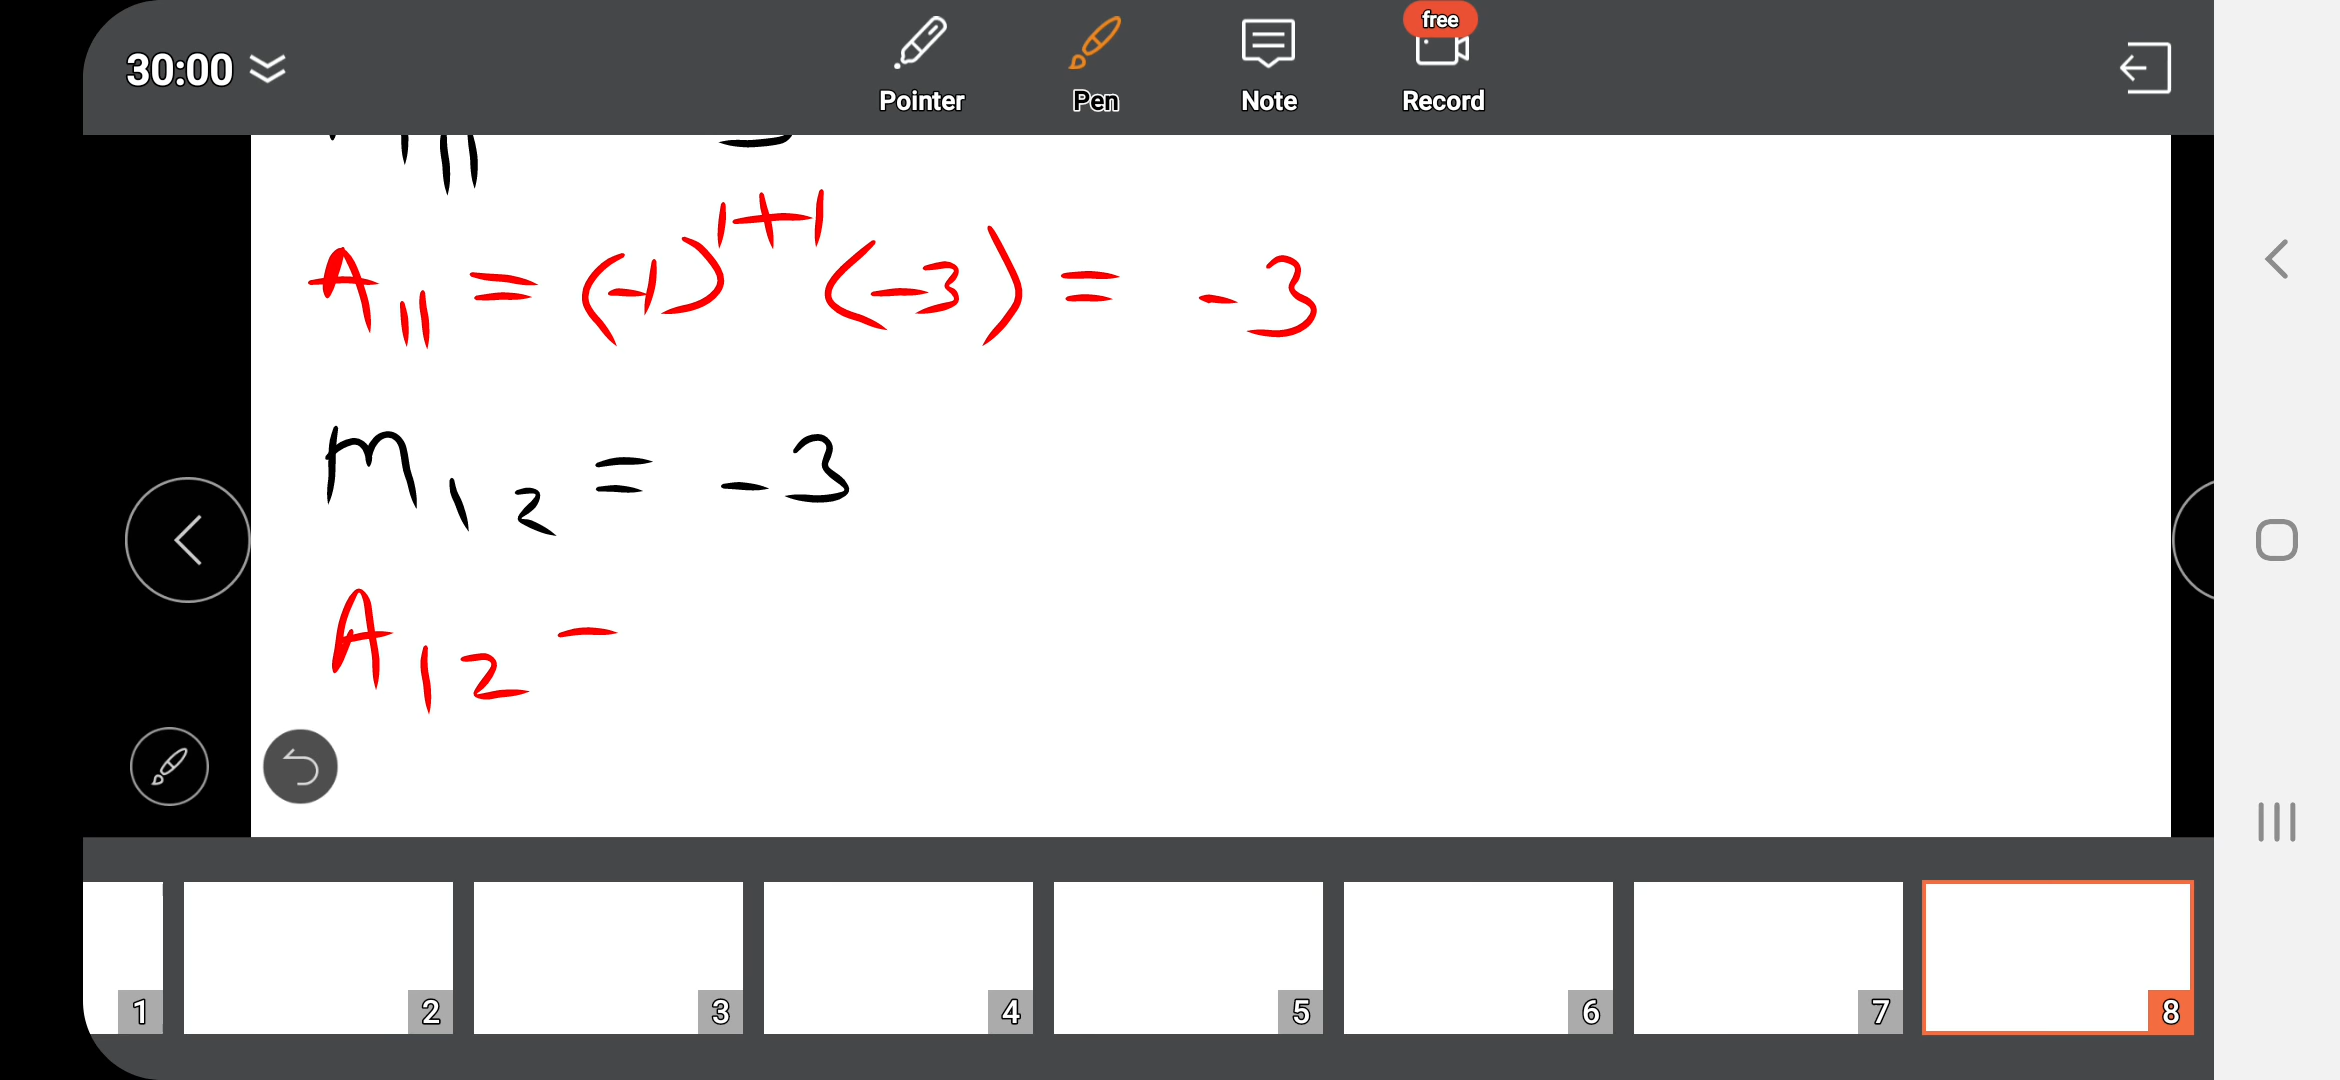 30:00
Pointer
Pen
Note
free
Record
A11 = (-1)^1+1 (-3) = -3
m12 = -3
A12 -
1
2
3
4
5
6
7
8